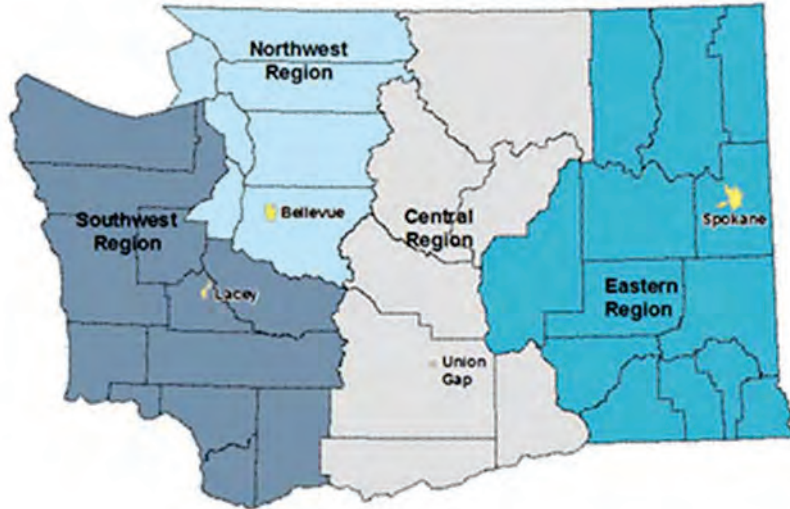 Northwest
Region
Southwest
Region
Bellevue
Central
Region
Spokane
Lacey
Eastern
Region
Union
Gap